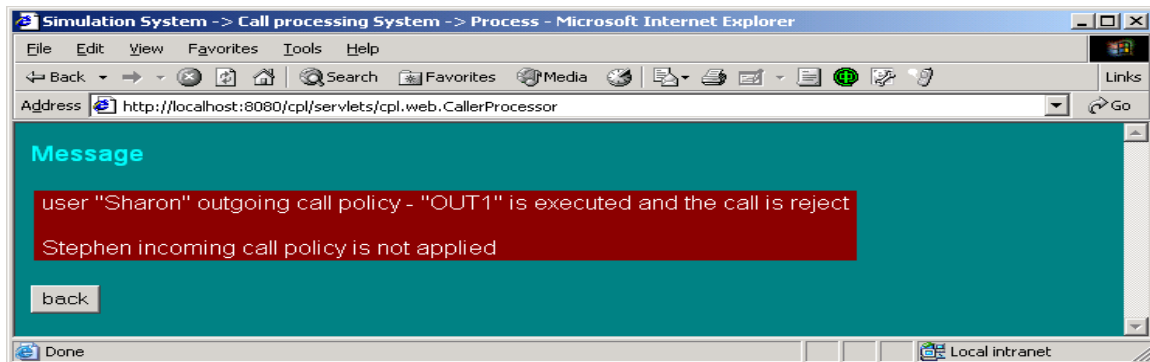 Simulation System -> Call processing System -> Process - Microsoft Internet Explorer
File Edit View Favorites Tools Help
Back Search Favorites Media Links
Address http://localhost:8080/cpl/servlets/cpl.web.CallerProcessor Go
Message
user "Sharon" outgoing call policy - "OUT1" is executed and the call is reject
Stephen incoming call policy is not applied
back
Done Local intranet